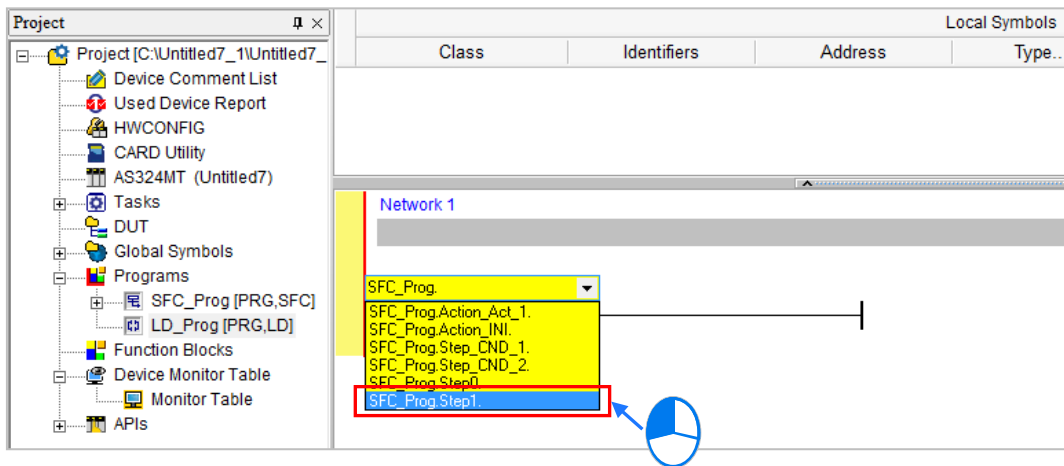 Project
Project [C:\Untitled7_1\Untitled7_
Device Comment List
Used Device Report
HWCONFIG
CARD Utility
AS324MT (Untitled7)
Tasks
DUT
Global Symbols
Programs
SFC_Prog [PRG,SFC]
LD_Prog [PRG,LD]
Function Blocks
Device Monitor Table
Monitor Table
APIs
Local Symbols
Class Identifiers Address Type..
Network 1
SFC_Prog.
SFC_Prog.Action_Act_1.
SFC_Prog.Action_INI.
SFC_Prog.Step_CND_1.
SFC_Prog.Step_CND_2.
SFC_Prog.Step0.
SFC_Prog.Step1.